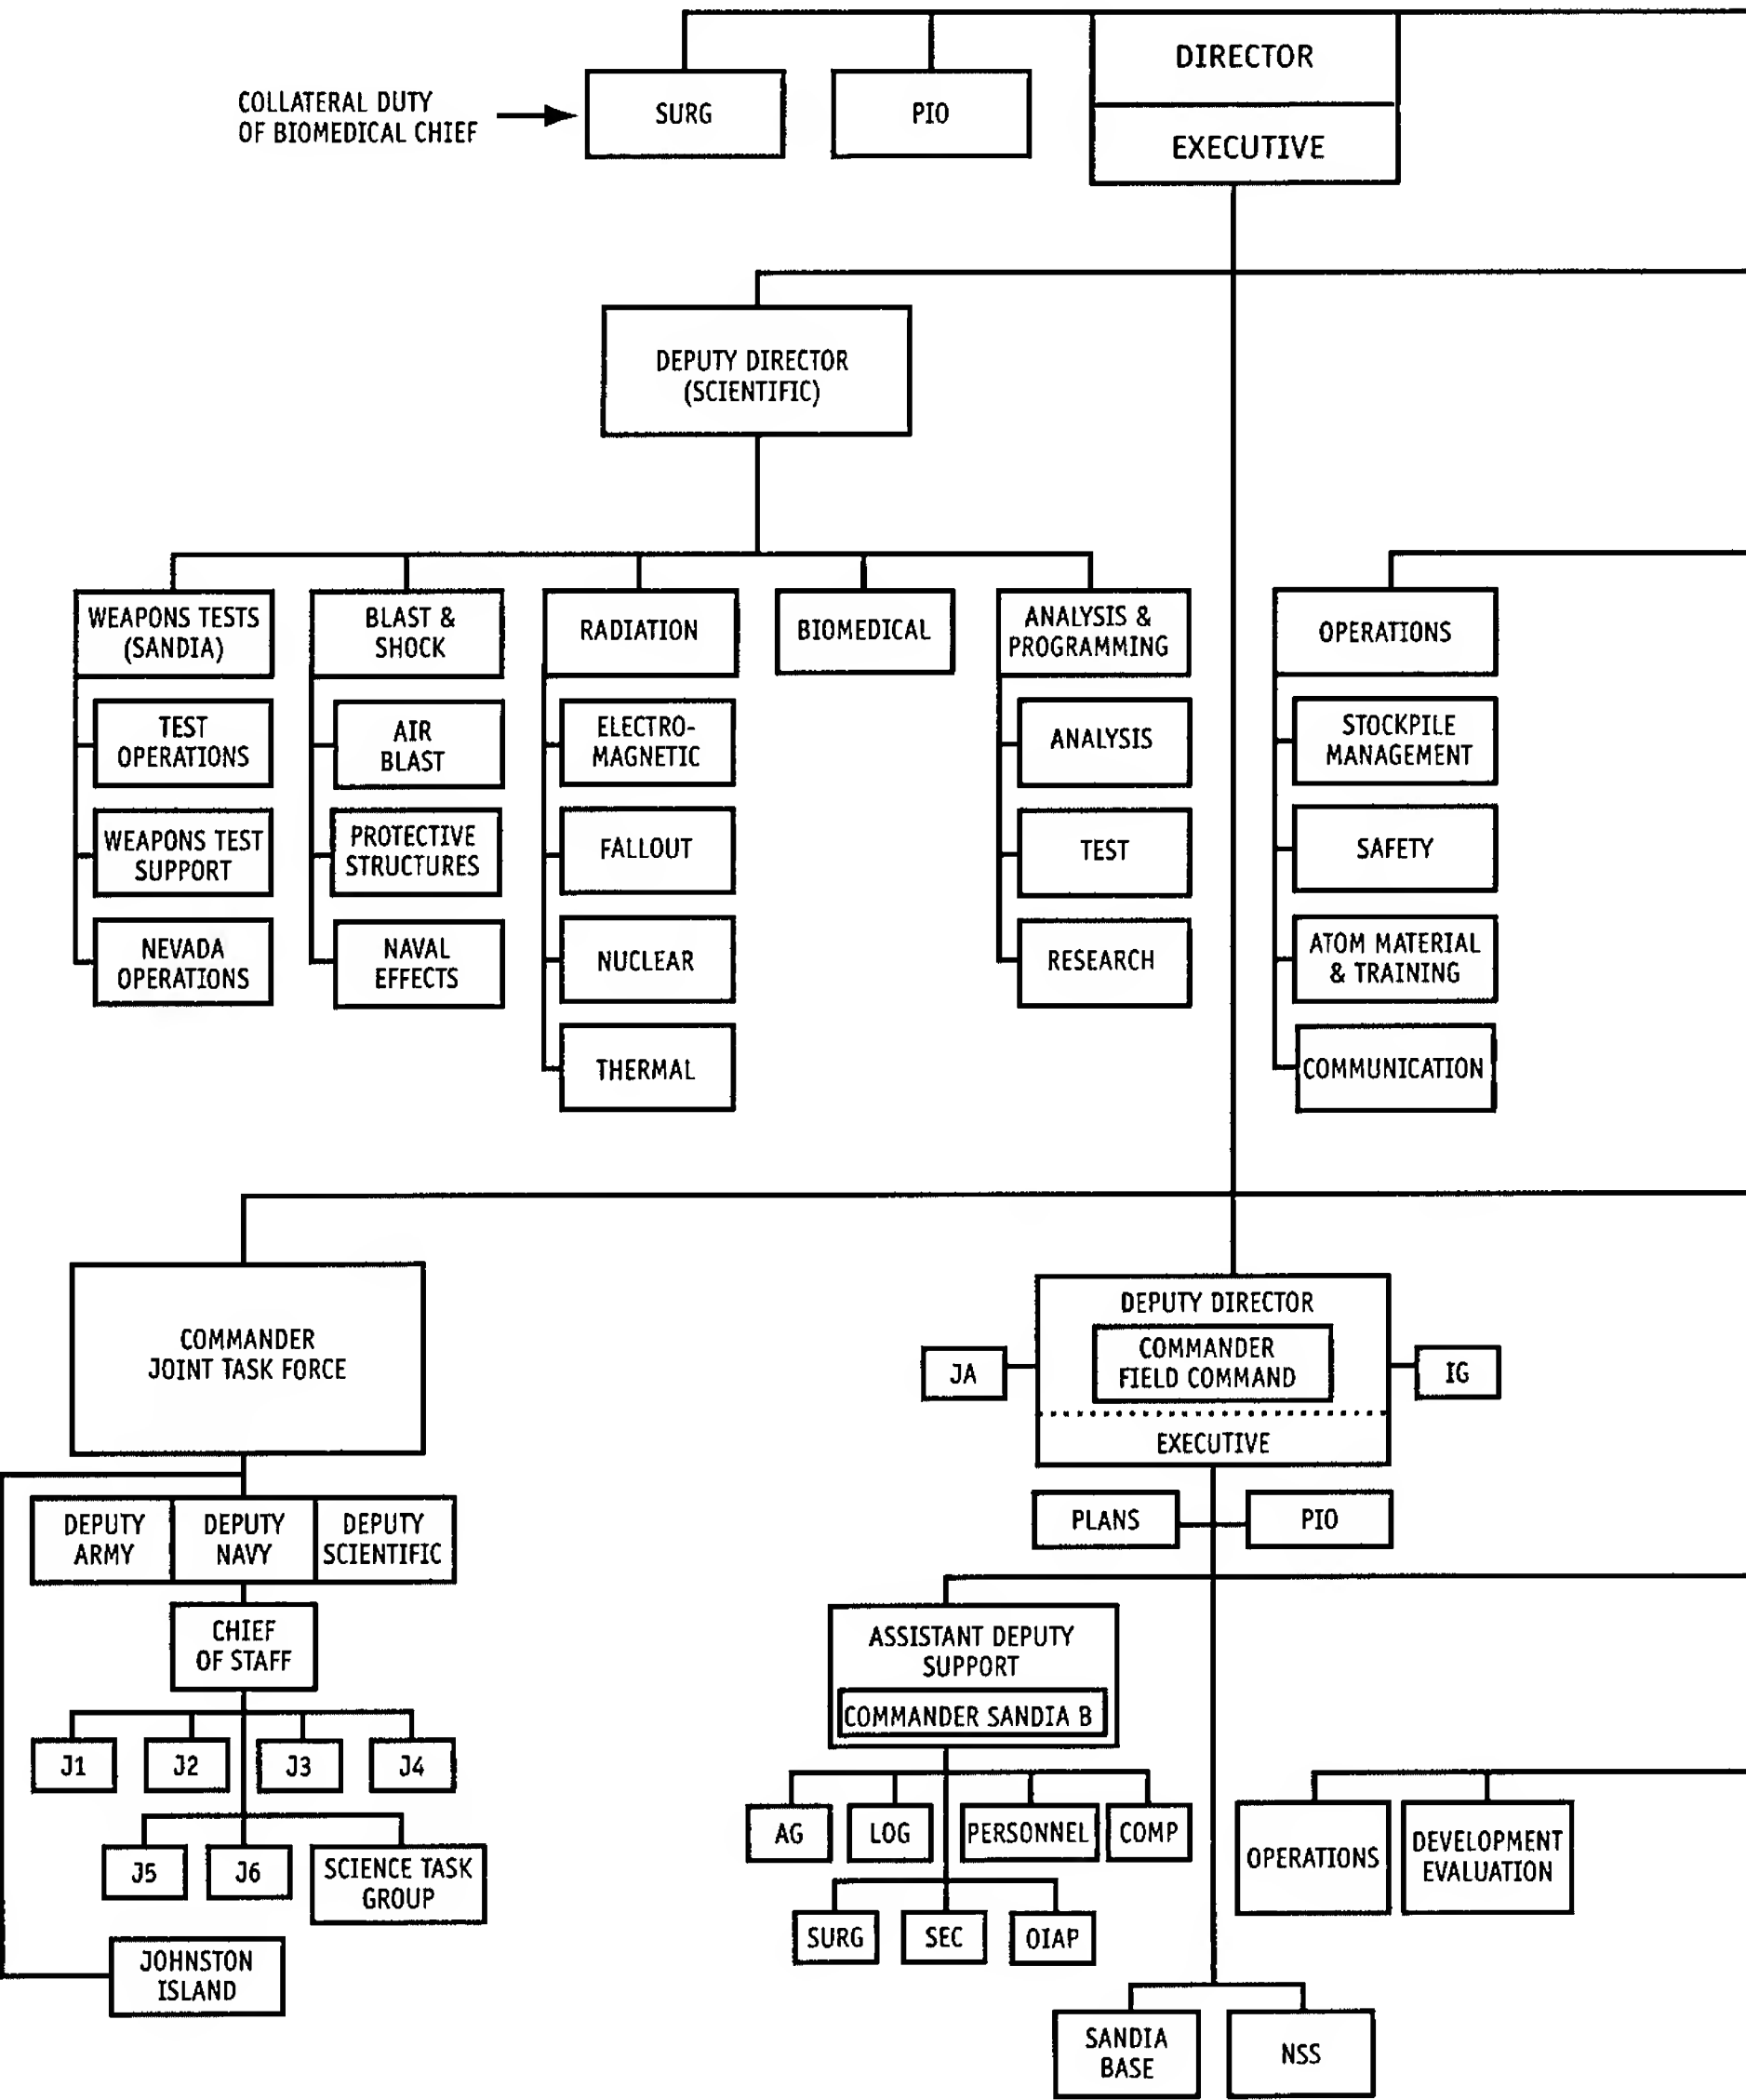 DIRECTOR
EXECUTIVE
COLLATERAL DUTY
OF BIOMEDICAL CHIEF
SURG
PIO
DEPUTY DIRECTOR
(SCIENTIFIC)
WEAPONS TESTS
(SANDIA)
TEST
OPERATIONS
WEAPONS TEST
SUPPORT
NEVADA
OPERATIONS
BLAST &
SHOCK
AIR
BLAST
PROTECTIVE
STRUCTURES
NAVAL
EFFECTS
RADIATION
ELECTRO-
MAGNETIC
FALLOUT
NUCLEAR
THERMAL
BIOMEDICAL
ANALYSIS &
PROGRAMMING
ANALYSIS
TEST
RESEARCH
OPERATIONS
STOCKPILE
MANAGEMENT
SAFETY
ATOM MATERIAL
& TRAINING
COMMUNICATION
COMMANDER
JOINT TASK FORCE
DEPUTY
ARMY
DEPUTY
NAVY
DEPUTY
SCIENTIFIC
CHIEF
OF STAFF
J1
J2
J3
J4
J5
J6
SCIENCE TASK
GROUP
JOHNSTON
ISLAND
DEPUTY DIRECTOR
COMMANDER
FIELD COMMAND
EXECUTIVE
JA
IG
PLANS
PIO
ASSISTANT DEPUTY
SUPPORT
COMMANDER SANDIA B
AG
LOG
PERSONNEL
COMP
SURG
SEC
OIAP
OPERATIONS
DEVELOPMENT
EVALUATION
SANDIA
BASE
NSS